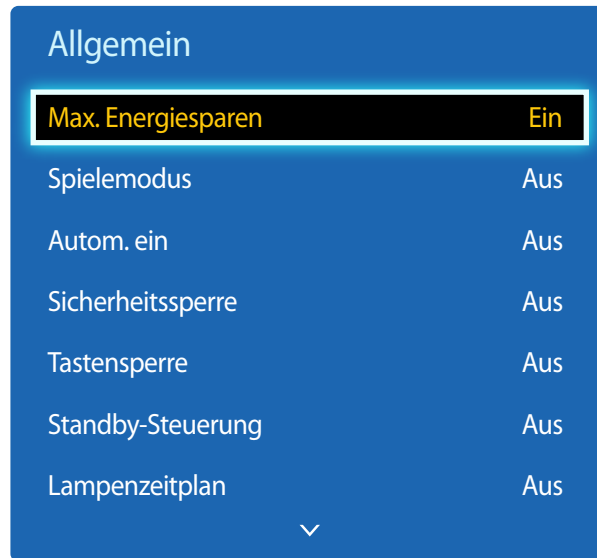 Allgemein
Max. Energiesparen Ein
Spielemodus Aus
Autom. ein Aus
Sicherheitssperre Aus
Tastensperre Aus
Standby-Steuerung Aus
Lampenzeitplan Aus